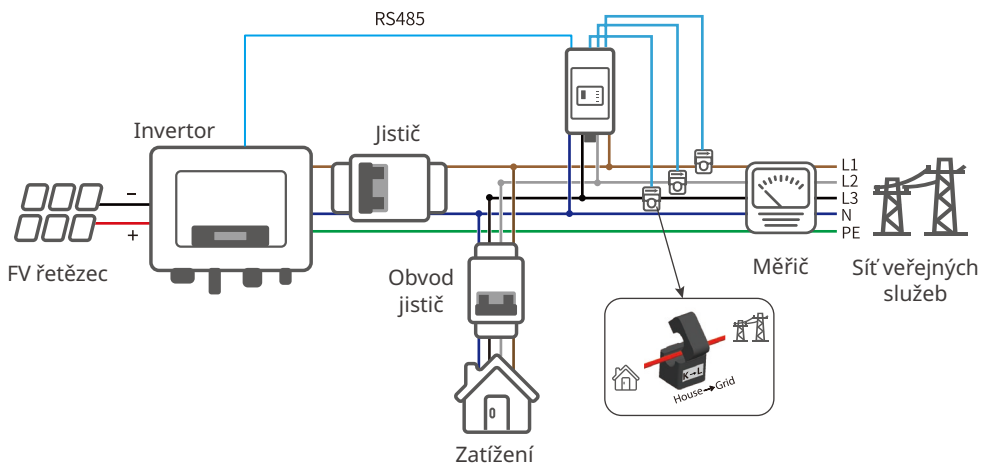 RS485
Invertor
Jistič
L1
L2
L3
N
PE
−
+
FV řetězec
Obvod
jistič
Měřič
Síť veřejných
služeb
K→L
House→Grid
Zatížení